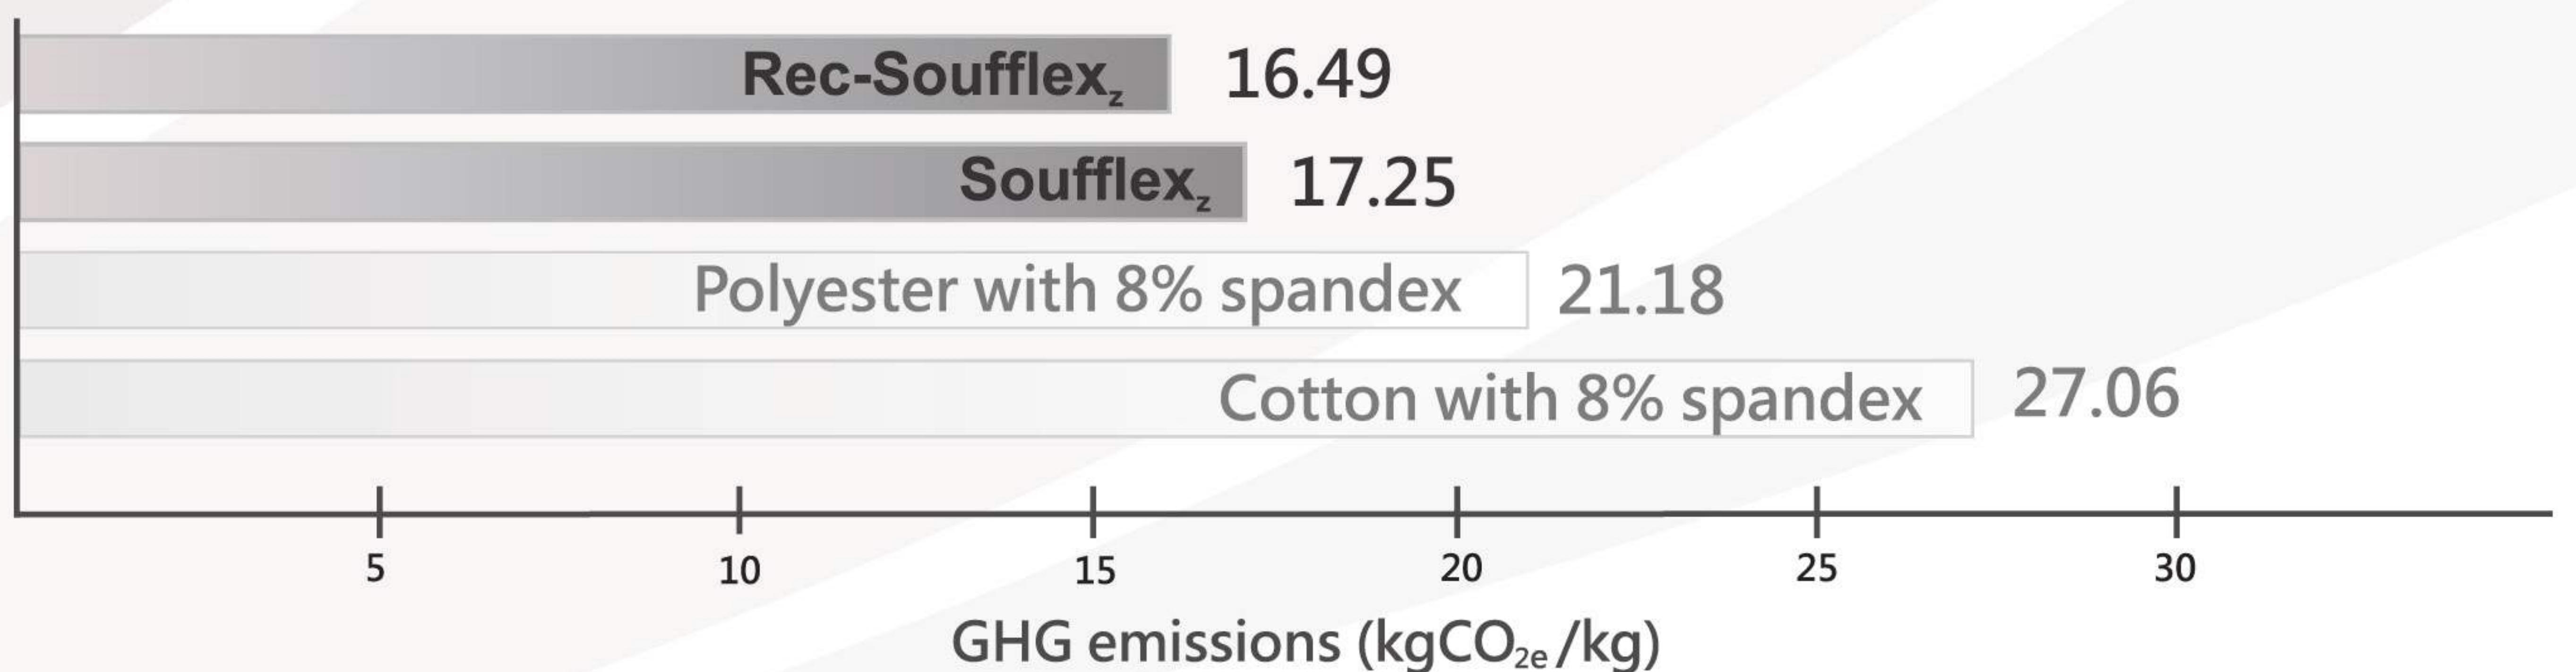 Rec-Soufflexz 16.49
Soufflexz 17.25
Polyester with 8% spandex 21.18
Cotton with 8% spandex 27.06
5 10 15 20 25 30
GHG emissions (kgCO2e /kg)